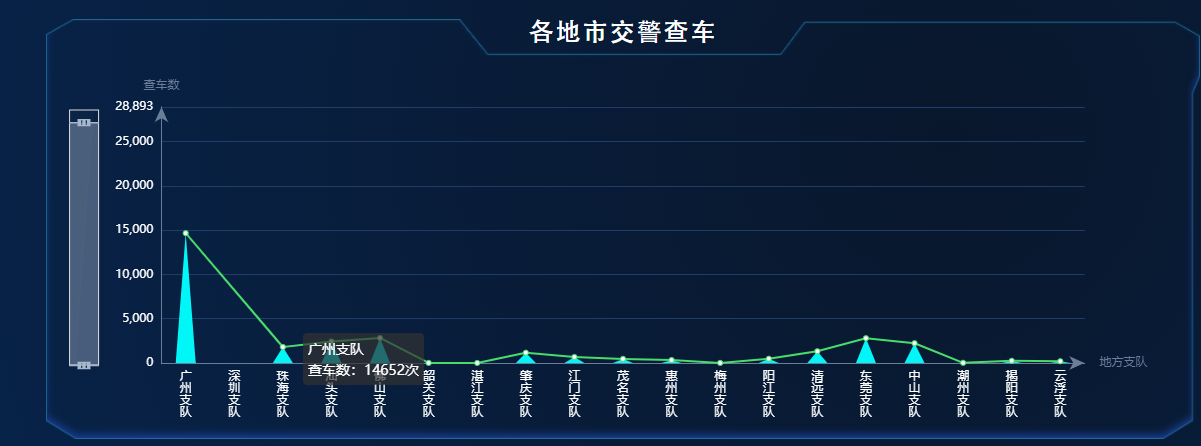 各地市交警查车
查车数
28,893
25,000
20,000
15,000
10,000
5,000
0
广州支队
查车数：14652次
地方支队
广州支队
深圳支队
珠海支队
汕头支队
佛山支队
韶关支队
湛江支队
肇庆支队
江门支队
茂名支队
惠州支队
梅州支队
阳江支队
清远支队
东莞支队
中山支队
潮州支队
揭阳支队
云浮支队